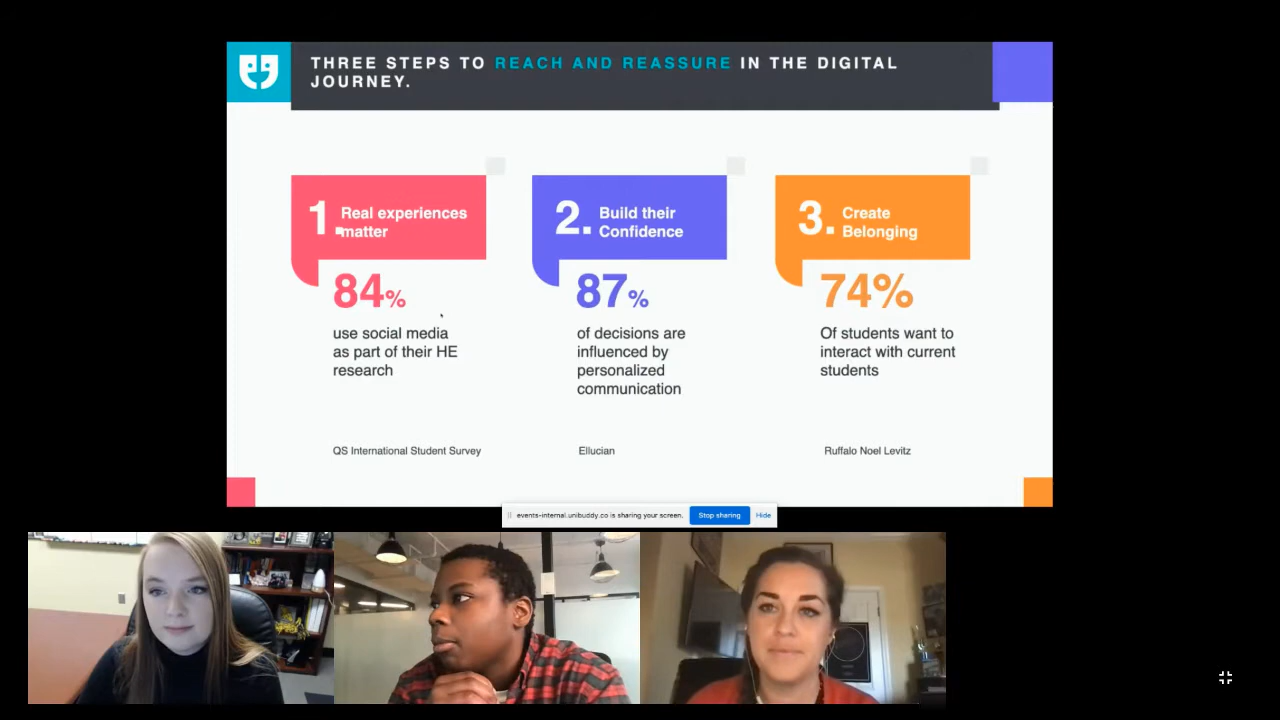 THREE STEPS TO REACH AND REASSURE IN THE DIGITAL
JOURNEY.
1. Real experiences
matter
84%
use social media
as part of their HE
research
QS International Student Survey
2. Build their
Confidence
87%
of decisions are
influenced by
personalized
communication
Ellucian
3. Create
Belonging
74%
Of students want to
interact with current
students
Ruffalo Noel Levitz
events-internal.unibuddy.co is sharing your screen. Stop sharing Hide